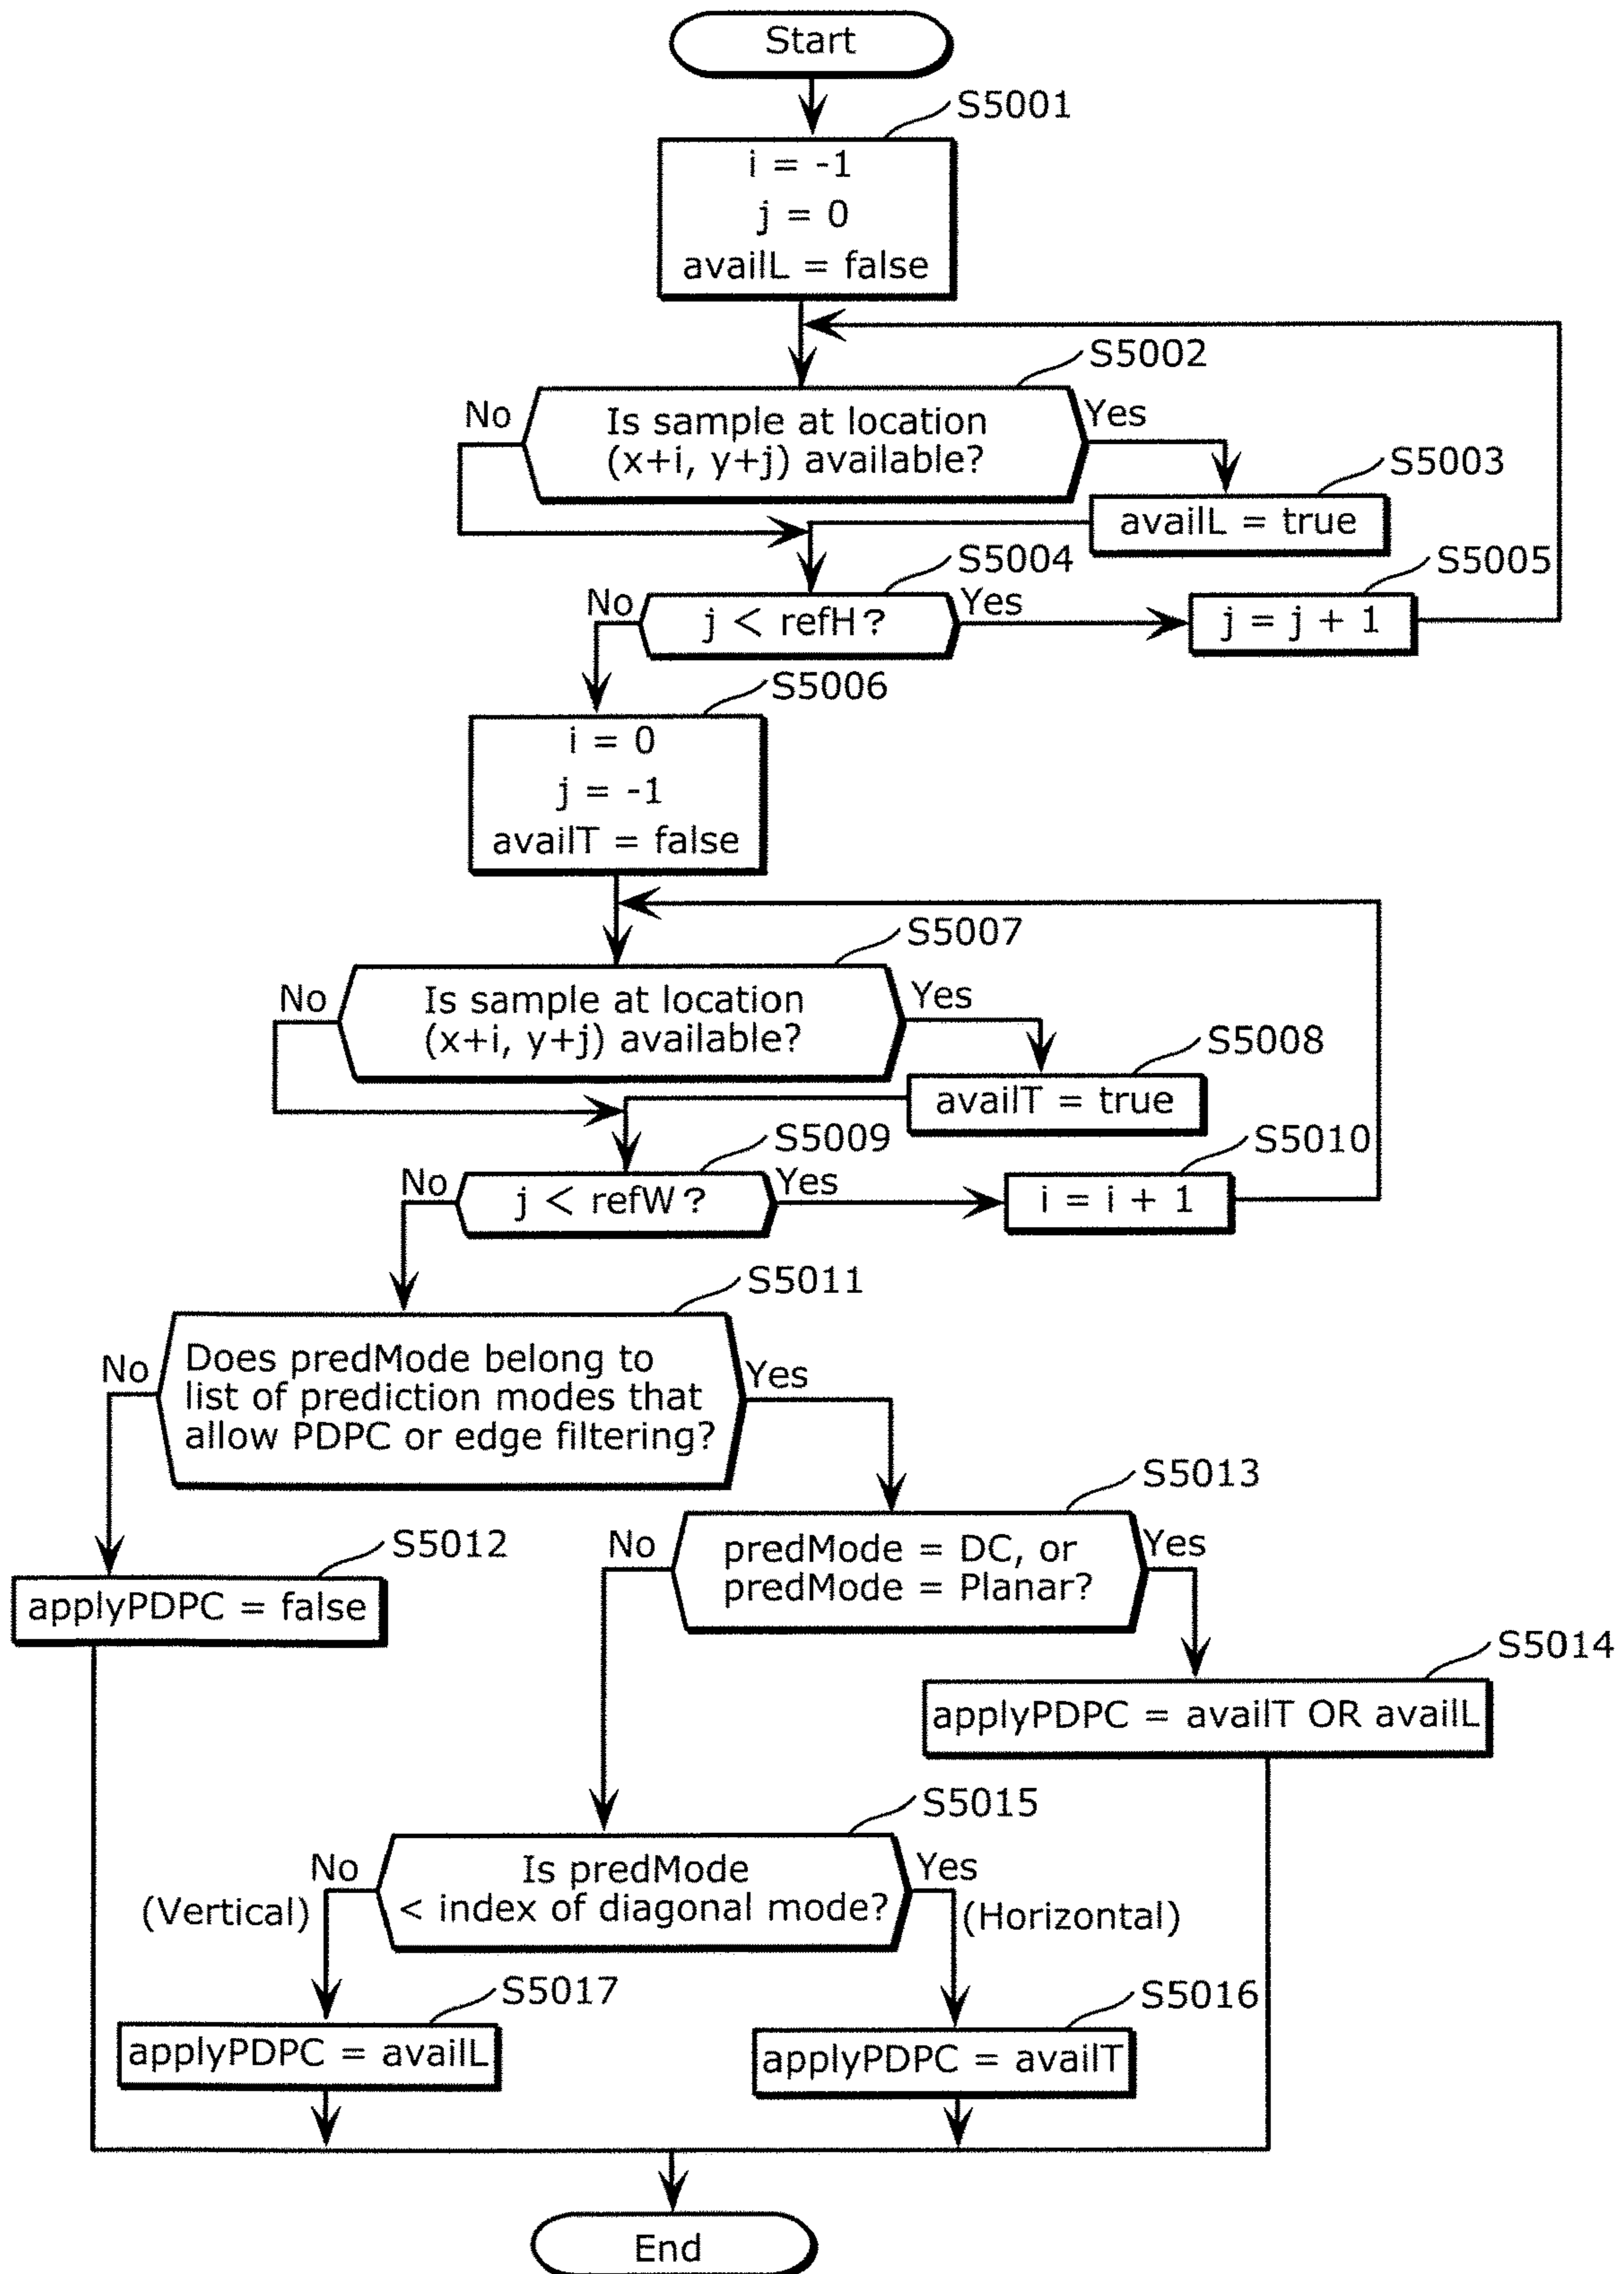 Start
S5001
i = -1
j = 0
availL = false
S5002
No
Is sample at location
(x+i, y+j) available?
Yes
S5003
availL = true
S5004
S5005
No
j < refH?
Yes
j = j + 1
S5006
i = 0
j = -1
availT = false
S5007
No
Is sample at location
(x+i, y+j) available?
Yes
S5008
availT = true
S5009
S5010
No
j < refW?
Yes
i = i + 1
S5011
No
Does predMode belong to
list of prediction modes that
allow PDPC or edge filtering?
Yes
S5012
applyPDPC = false
S5013
No
predMode = DC, or
predMode = Planar?
Yes
S5014
applyPDPC = availT OR availL
S5015
No
(Vertical)
Is predMode
< index of diagonal mode?
Yes
(Horizontal)
S5017
applyPDPC = availL
S5016
applyPDPC = availT
End